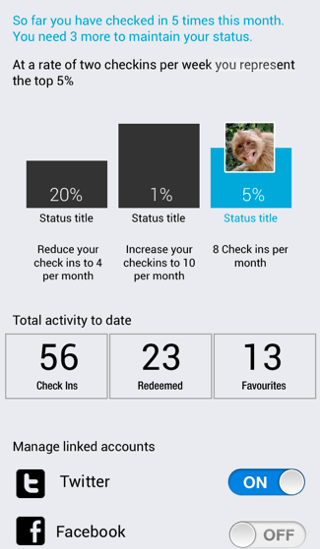 So far you have checked in 5 times this month.
You need 3 more to maintain your status.
At a rate of two checkins per week you represent
the top 5%
20% 1% 5%
Status title Status title Status title
Reduce your Increase your 8 Check ins per
check ins to 4 checkins to 10 month
per month per month
Total activity to date
56 23 13
Check Ins Redeemed Favourites
Manage linked accounts
t Twitter ON
f Facebook OFF